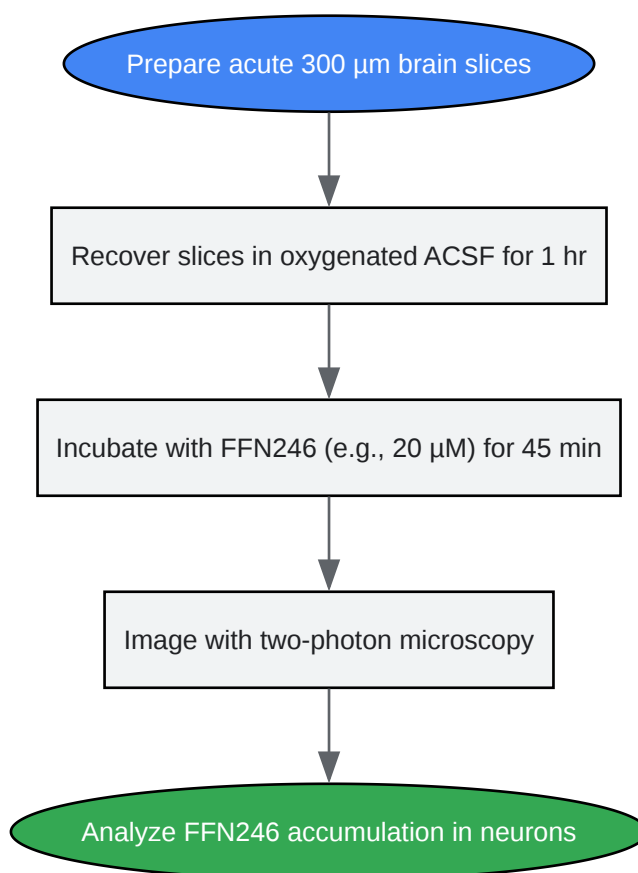 Prepare acute 300 µm brain slices
Recover slices in oxygenated ACSF for 1 hr
Incubate with FFN246 (e.g., 20 µM) for 45 min
Image with two-photon microscopy
Analyze FFN246 accumulation in neurons